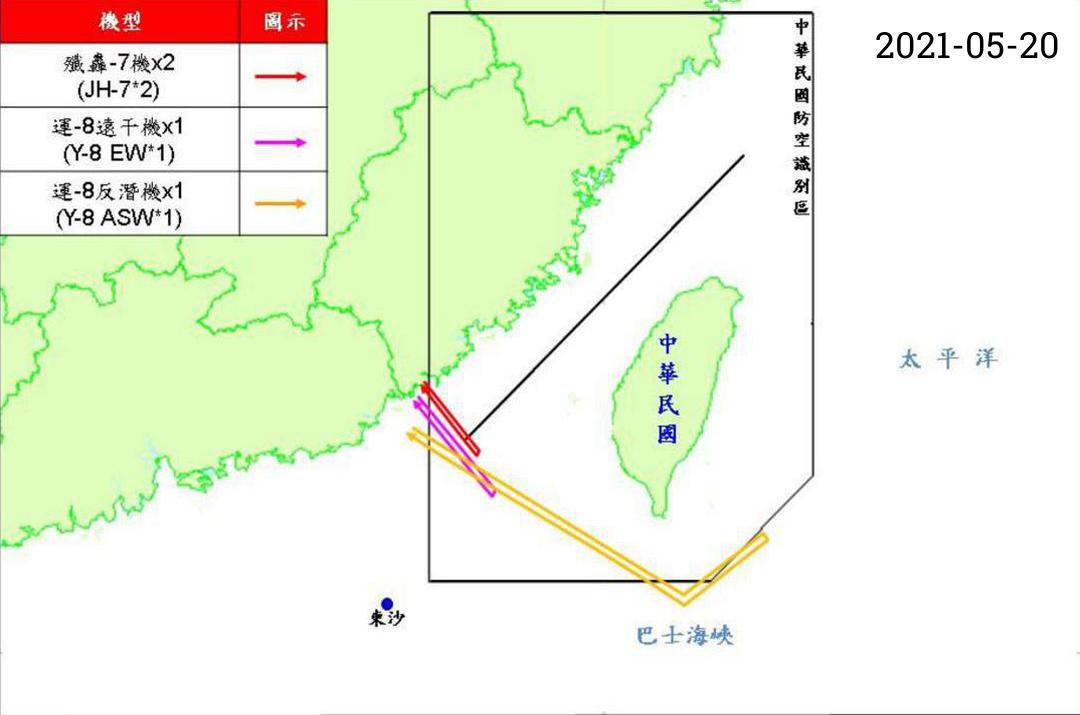 機型
圖示
殲轟-7機x2
(JH-7*2)
運-8遠干機x1
(Y-8 EW*1)
運-8反潛機x1
(Y-8 ASW*1)
2021-05-20
中華民國防空識別區
中華民國
太平洋
東沙
巴士海峽